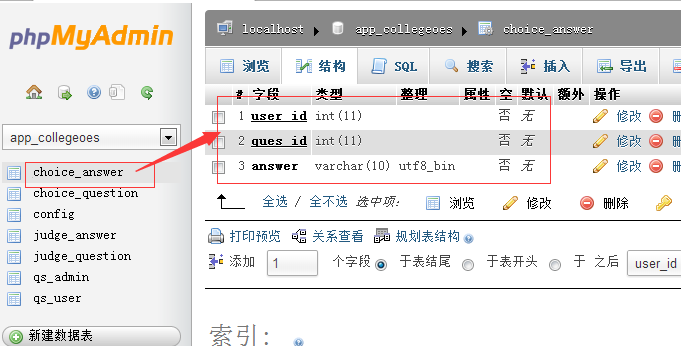 phpMyAdmin
app_collegeoes
choice_answer
choice_question
config
judge_answer
judge_question
qs_admin
qs_user
新建数据表
localhost app_collegeoes choice_answer
浏览 结构 SQL 搜索 插入 导出
# 字段 类型 整理 属性 空 默认 额外 操作
1 user_id int(11) 否 无 修改 删
2 ques_id int(11) 否 无 修改 删
3 answer varchar(10) utf8_bin 否 无 修改 删
全选 / 全不选 选中项: 浏览 修改 删除
打印预览 关系查看 规划表结构
添加 1 个字段 于表结尾 于表开头 于 之后 user_id
索引: